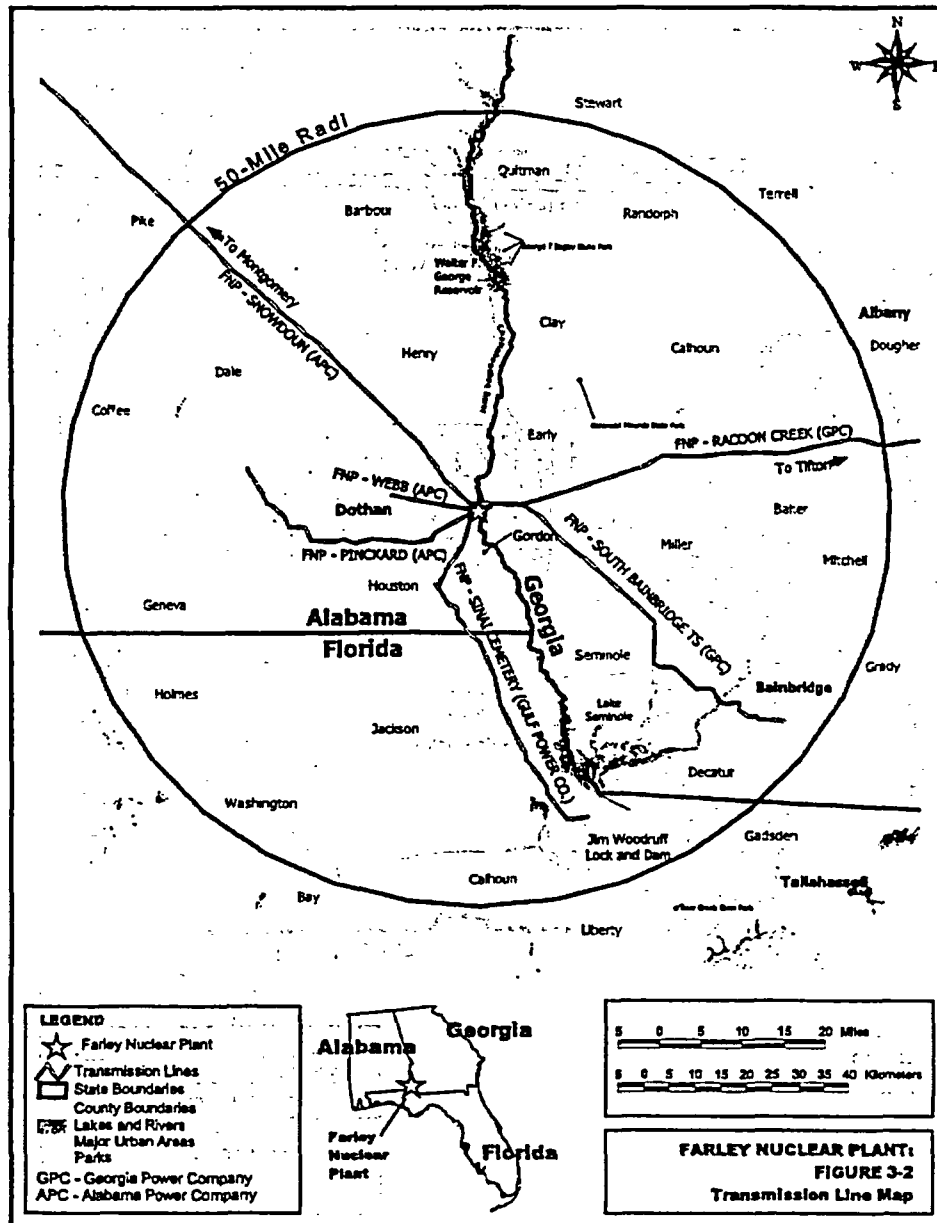 N
W
E
S
Stewart
50-Mile Radi
Quitman
Terrell
Barbour
Randorph
Pike
To Montgomery
Walter F.
George
Reservoir
FNP - SNOWDOUN (APC)
Albany
Clay
Dougher
Henry
Calhoun
Dale
Coffee
Early
FNP - RACOON CREEK (GPC)
To Tifton
FNP - WEBB (APC)
Dothan
Baker
Gordon
FNP - SOUTH BAINBRIDGE TS (GPC)
Miller
Mitchell
FNP - PINCKARD (APC)
Houston
FNP - SINAI CEMETERY (GULF POWER CO.)
Georgia
Geneva
Alabama
Florida
Seminole
Grady
Bainbridge
Holmes
Lake
Seminole
Jackson
Decatur
Washington
Jim Woodruff
Lock and Dam
Gadsden
Calhoun
Tallahassee
Bay
Liberty
LEGEND
Farley Nuclear Plant
Transmission Lines
State Boundaries
County Boundaries
Lakes and Rivers
Major Urban Areas
Parks
GPC - Georgia Power Company
APC - Alabama Power Company
Alabama
Georgia
Farley
Nuclear
Plant
Florida
5 0 5 10 15 20 Miles
5 0 5 10 15 20 25 30 35 40 Kilometers
FARLEY NUCLEAR PLANT:
FIGURE 3-2
Transmission Line Map